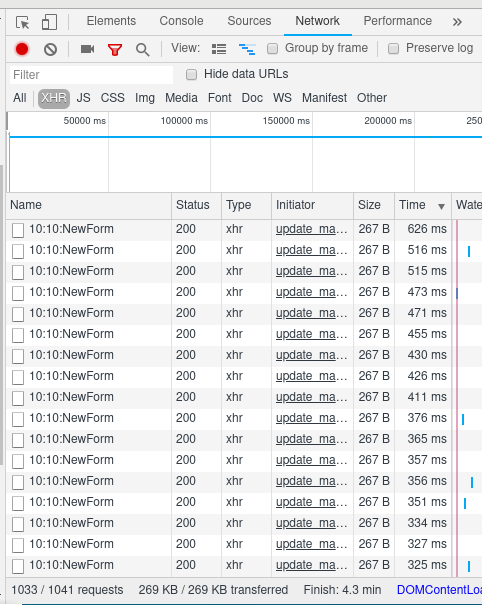 Elements Console Sources Network Performance »
View: Group by frame Preserve log
Filter Hide data URLs
All XHR JS CSS Img Media Font Doc WS Manifest Other
50000 ms 100000 ms 150000 ms 200000 ms 250
Name Status Type Initiator Size Time ▼ Wate
10:10:NewForm 200 xhr update_ma… 267 B 626 ms
10:10:NewForm 200 xhr update_ma… 267 B 516 ms
10:10:NewForm 200 xhr update_ma… 267 B 515 ms
10:10:NewForm 200 xhr update_ma… 267 B 473 ms
10:10:NewForm 200 xhr update_ma… 267 B 471 ms
10:10:NewForm 200 xhr update_ma… 267 B 455 ms
10:10:NewForm 200 xhr update_ma… 267 B 430 ms
10:10:NewForm 200 xhr update_ma… 267 B 426 ms
10:10:NewForm 200 xhr update_ma… 267 B 411 ms
10:10:NewForm 200 xhr update_ma… 267 B 376 ms
10:10:NewForm 200 xhr update_ma… 267 B 365 ms
10:10:NewForm 200 xhr update_ma… 267 B 357 ms
10:10:NewForm 200 xhr update_ma… 267 B 356 ms
10:10:NewForm 200 xhr update_ma… 267 B 351 ms
10:10:NewForm 200 xhr update_ma… 267 B 334 ms
10:10:NewForm 200 xhr update_ma… 267 B 327 ms
10:10:NewForm 200 xhr update_ma… 267 B 325 ms
1033 / 1041 requests 269 KB / 269 KB transferred Finish: 4.3 min DOMContentLoa